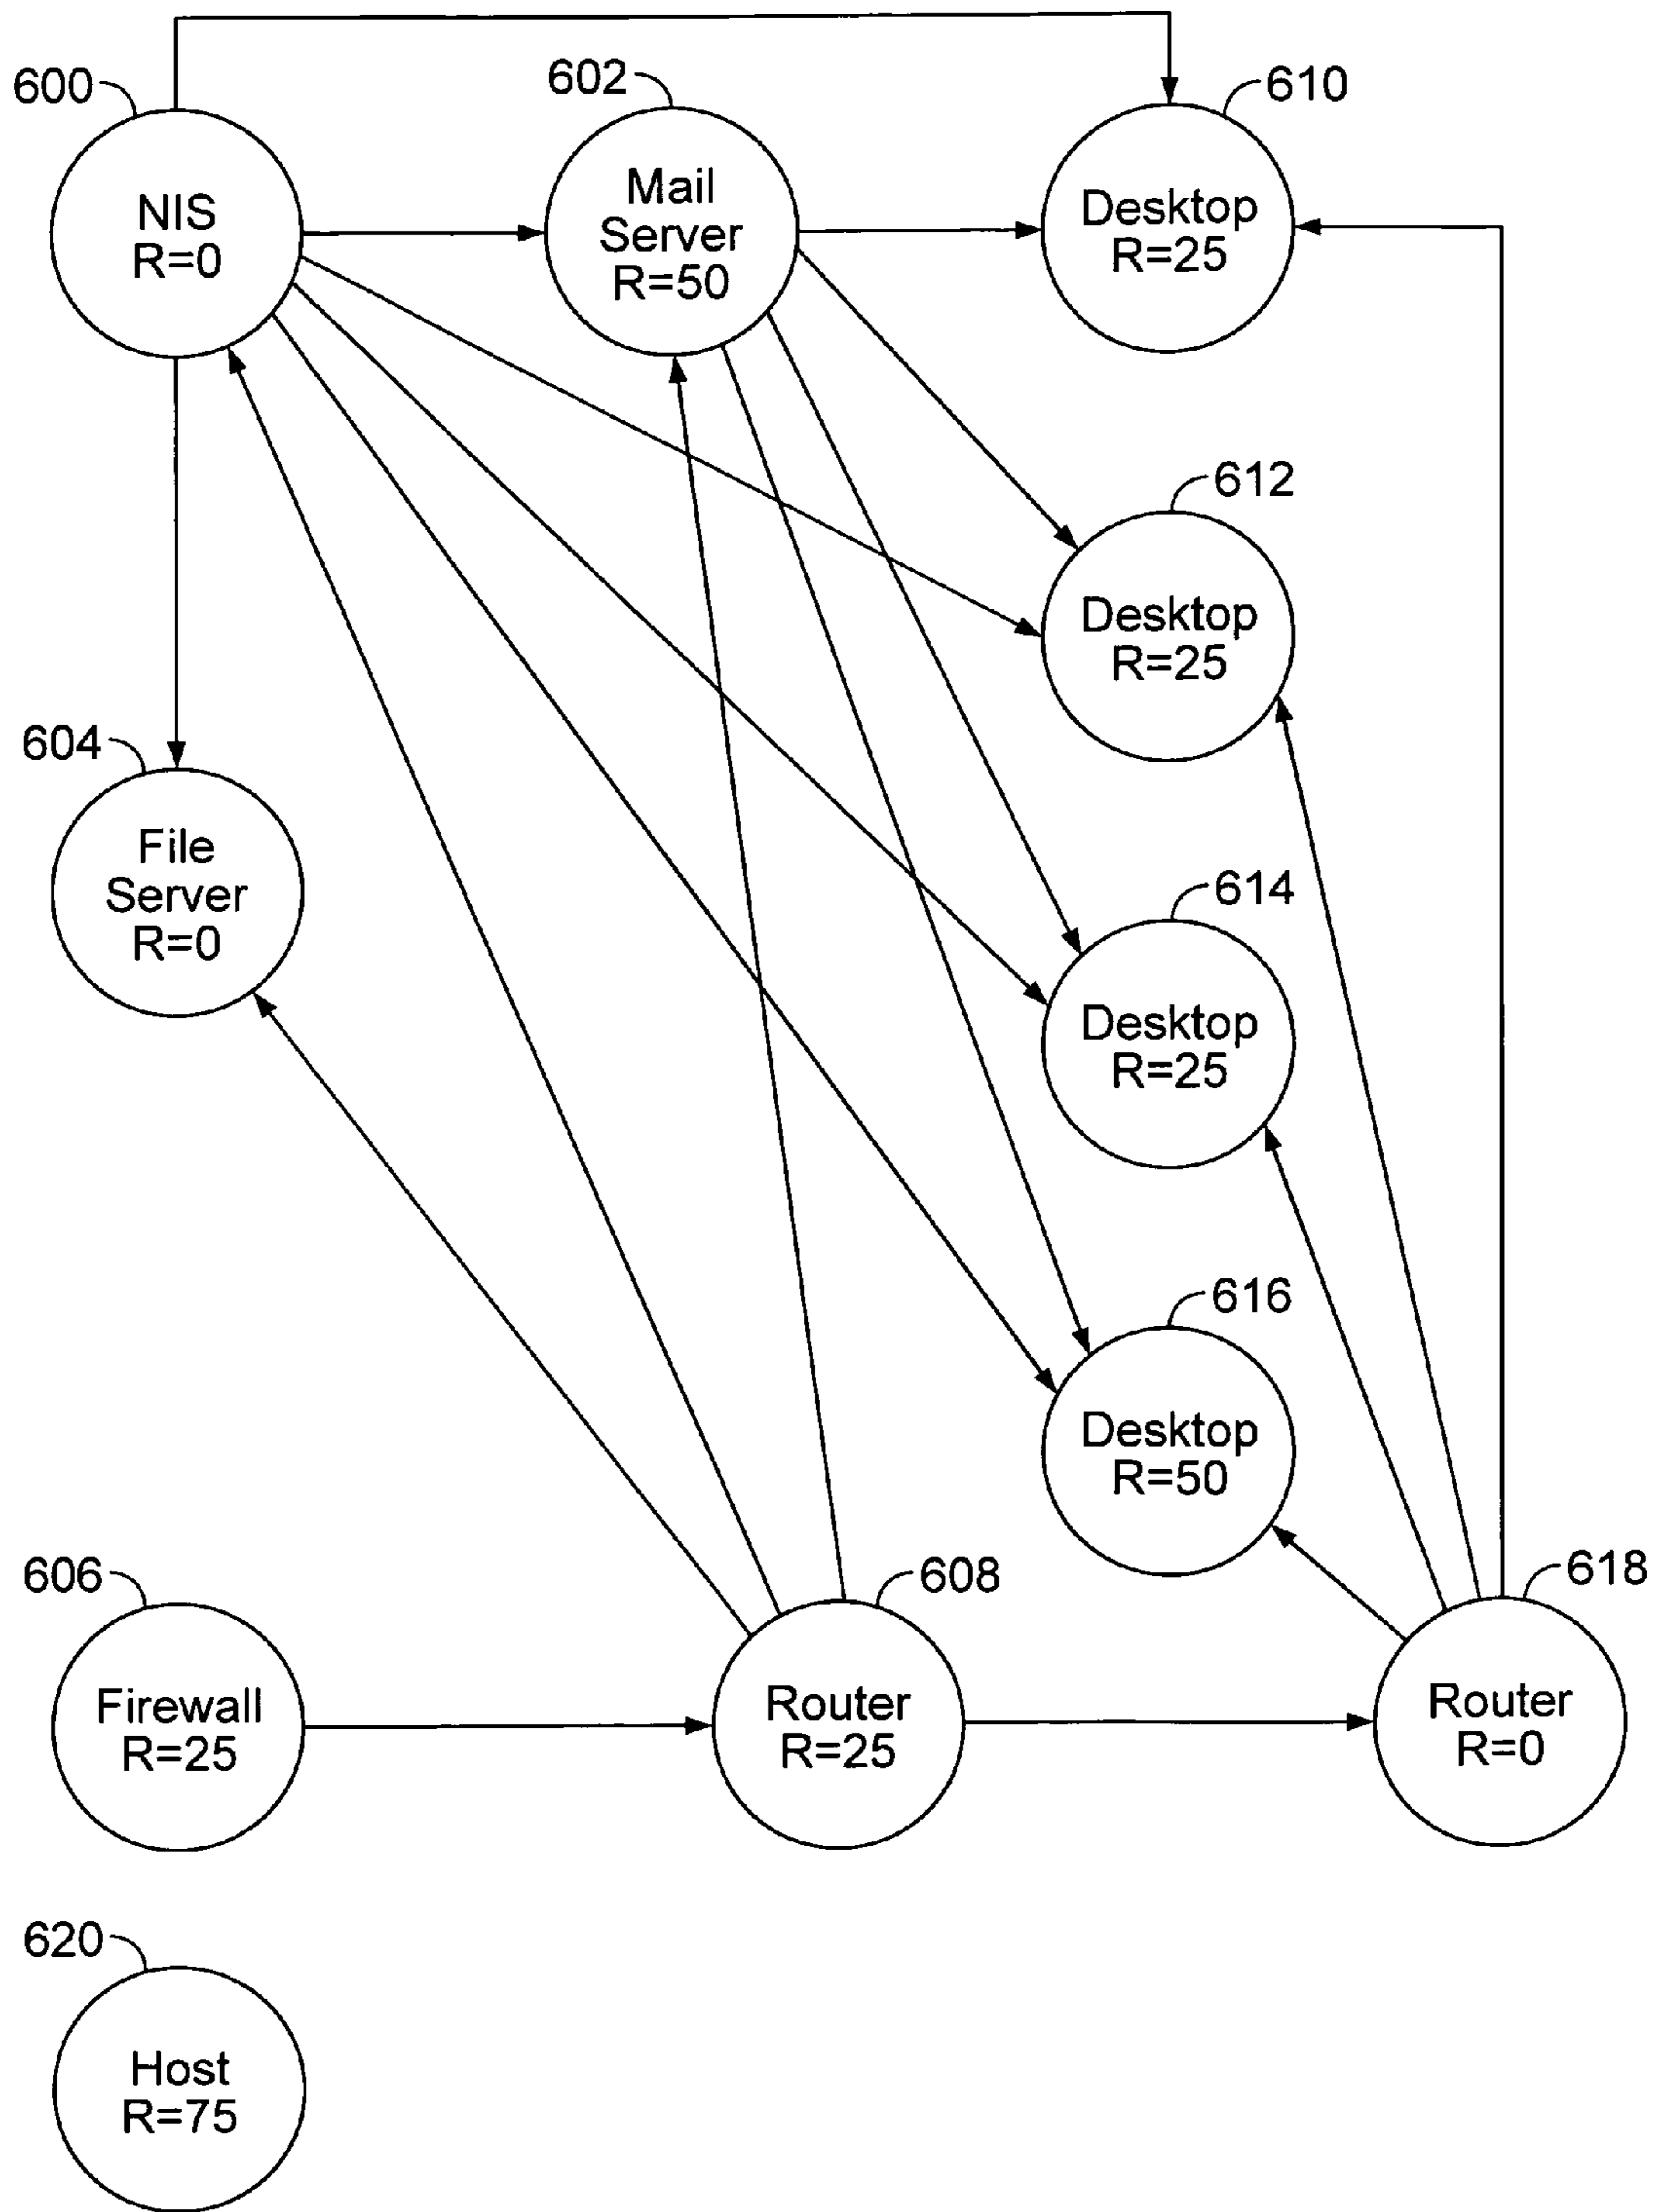 600
NIS
R=0
602
Mail
Server
R=50
610
Desktop
R=25
612
Desktop
R=25
604
File
Server
R=0
614
Desktop
R=25
616
Desktop
R=50
606
Firewall
R=25
608
Router
R=25
618
Router
R=0
620
Host
R=75